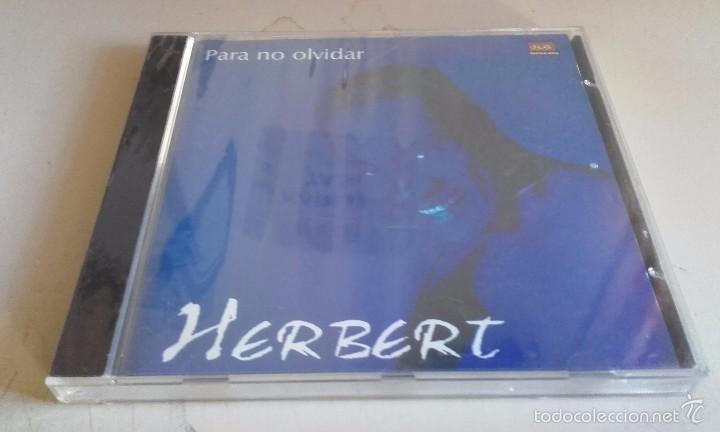 Para no olvidar
HERBERT
todocoleccion.net